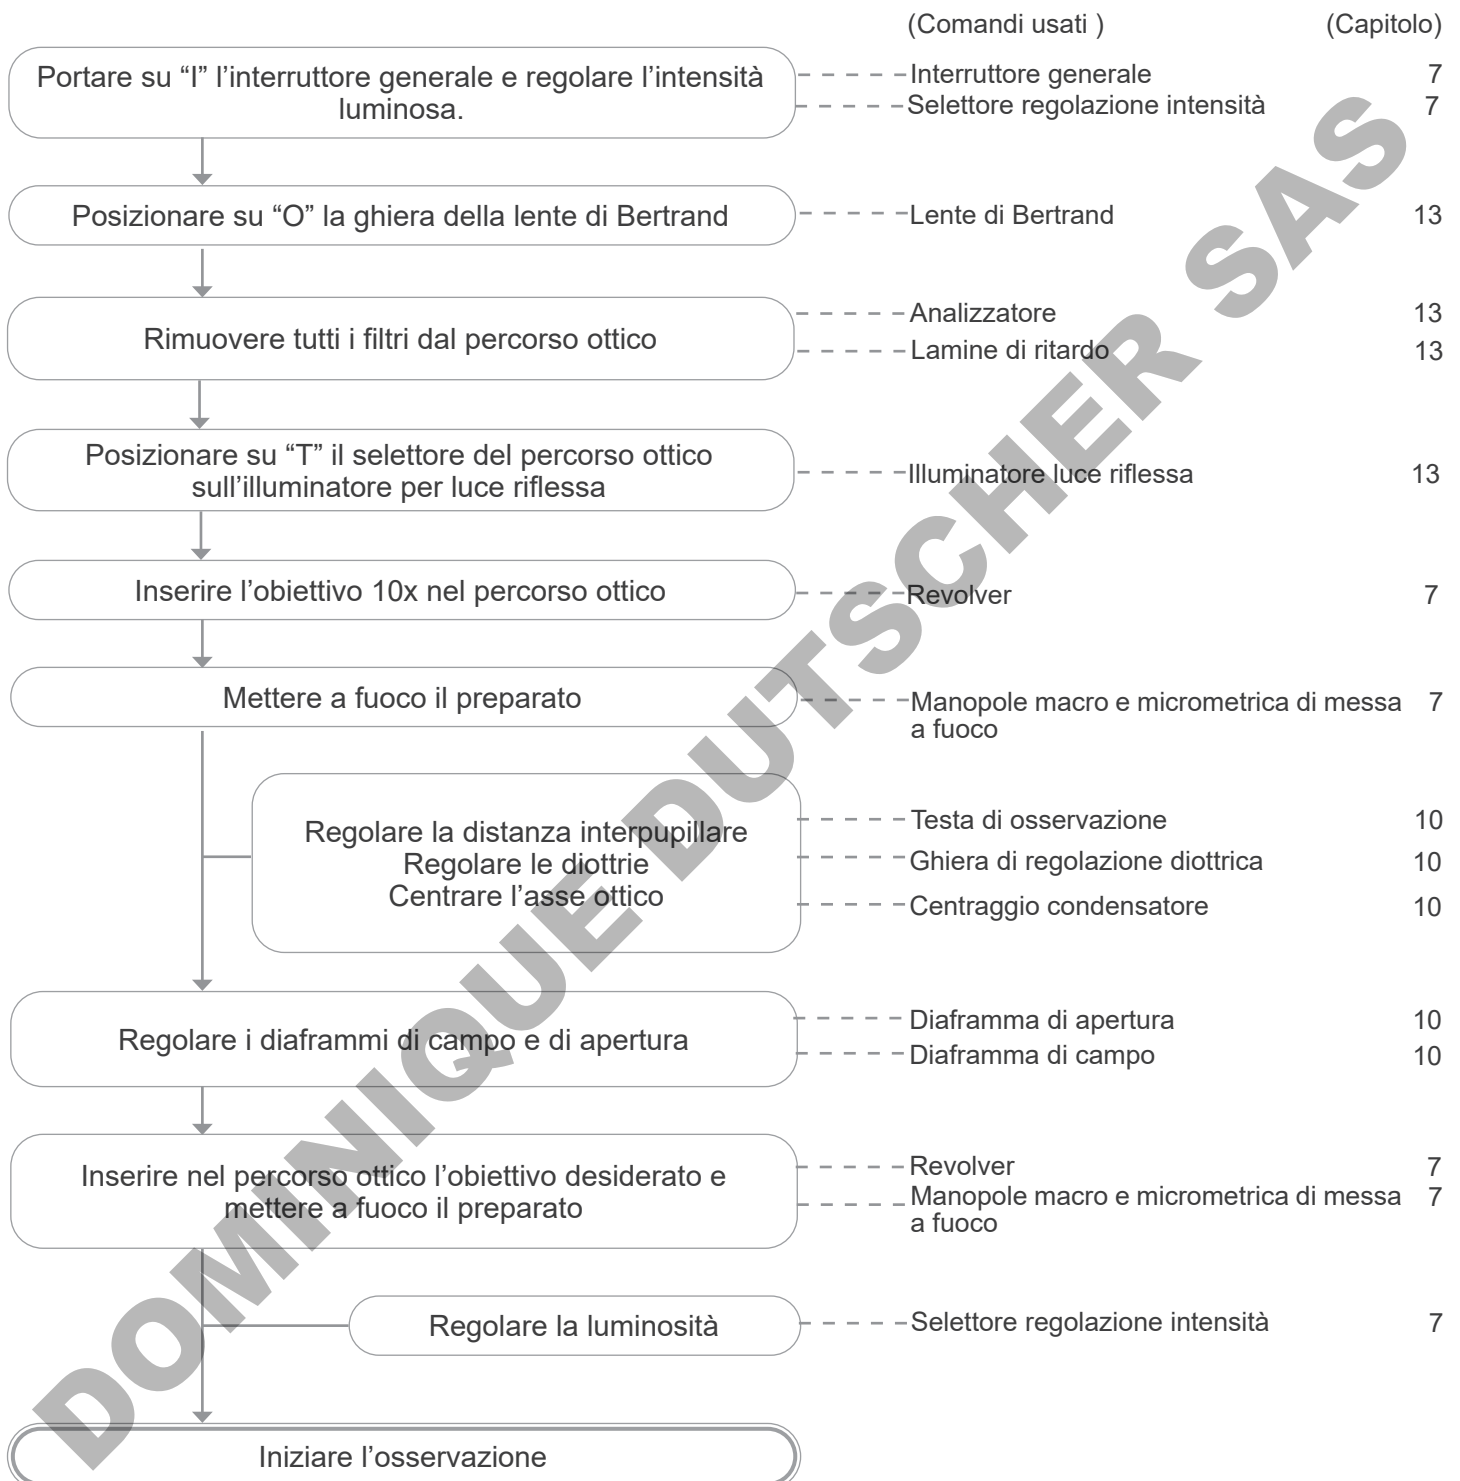 (Comandi usati ) (Capitolo)
Portare su “I” l’interruttore generale e regolare l’intensità
luminosa.
Interruttore generale 7
Selettore regolazione intensità 7
Posizionare su “O” la ghiera della lente di Bertrand
Lente di Bertrand 13
Rimuovere tutti i filtri dal percorso ottico
Analizzatore 13
Lamine di ritardo 13
Posizionare su “T” il selettore del percorso ottico
sull’illuminatore per luce riflessa
Illuminatore luce riflessa 13
Inserire l’obiettivo 10x nel percorso ottico
Revolver 7
Mettere a fuoco il preparato
Manopole macro e micrometrica di messa 7
a fuoco
Regolare la distanza interpupillare
Regolare le diottrie
Centrare l’asse ottico
Testa di osservazione 10
Ghiera di regolazione diottrica 10
Centraggio condensatore 10
Regolare i diaframmi di campo e di apertura
Diaframma di apertura 10
Diaframma di campo 10
Inserire nel percorso ottico l’obiettivo desiderato e
mettere a fuoco il preparato
Revolver 7
Manopole macro e micrometrica di messa 7
a fuoco
Regolare la luminosità
Selettore regolazione intensità 7
Iniziare l’osservazione
DOMINIQUE DUTSCHER SAS